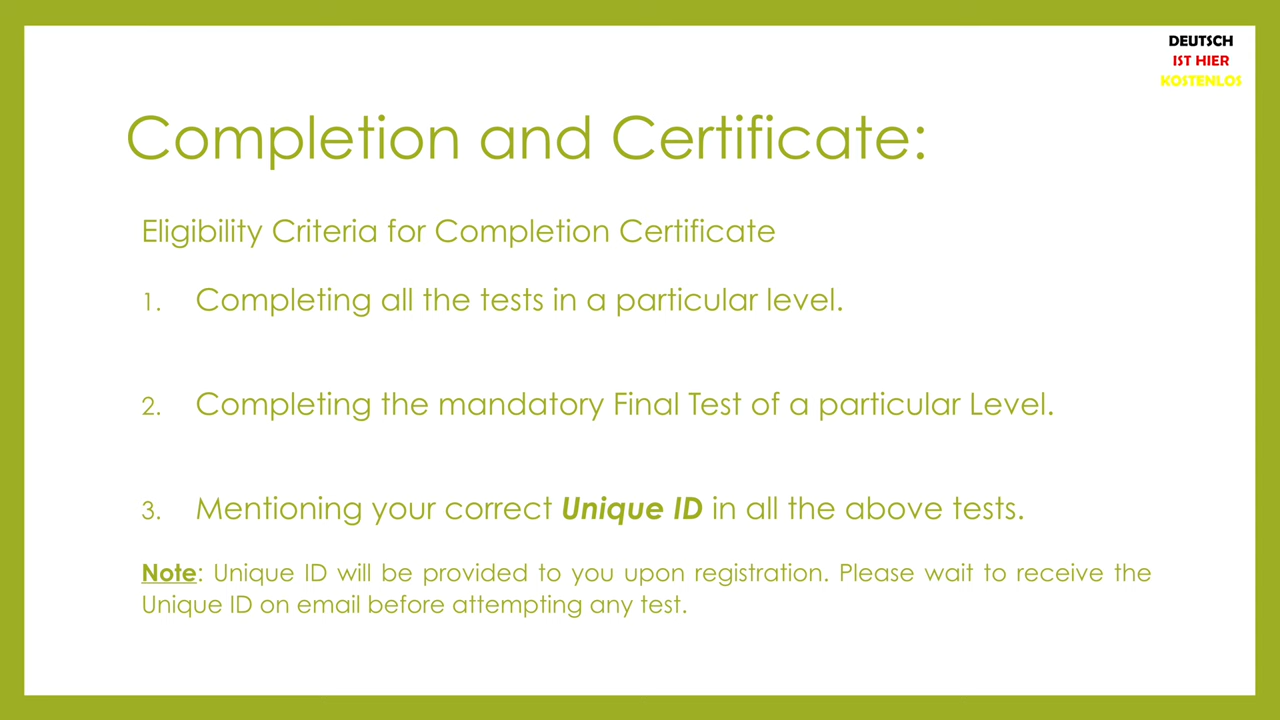 DEUTSCH
IST HIER
KOSTENLOS
Completion and Certificate:
Eligibility Criteria for Completion Certificate
1. Completing all the tests in a particular level.
2. Completing the mandatory Final Test of a particular Level.
3. Mentioning your correct Unique ID in all the above tests.
Note: Unique ID will be provided to you upon registration. Please wait to receive the
Unique ID on email before attempting any test.